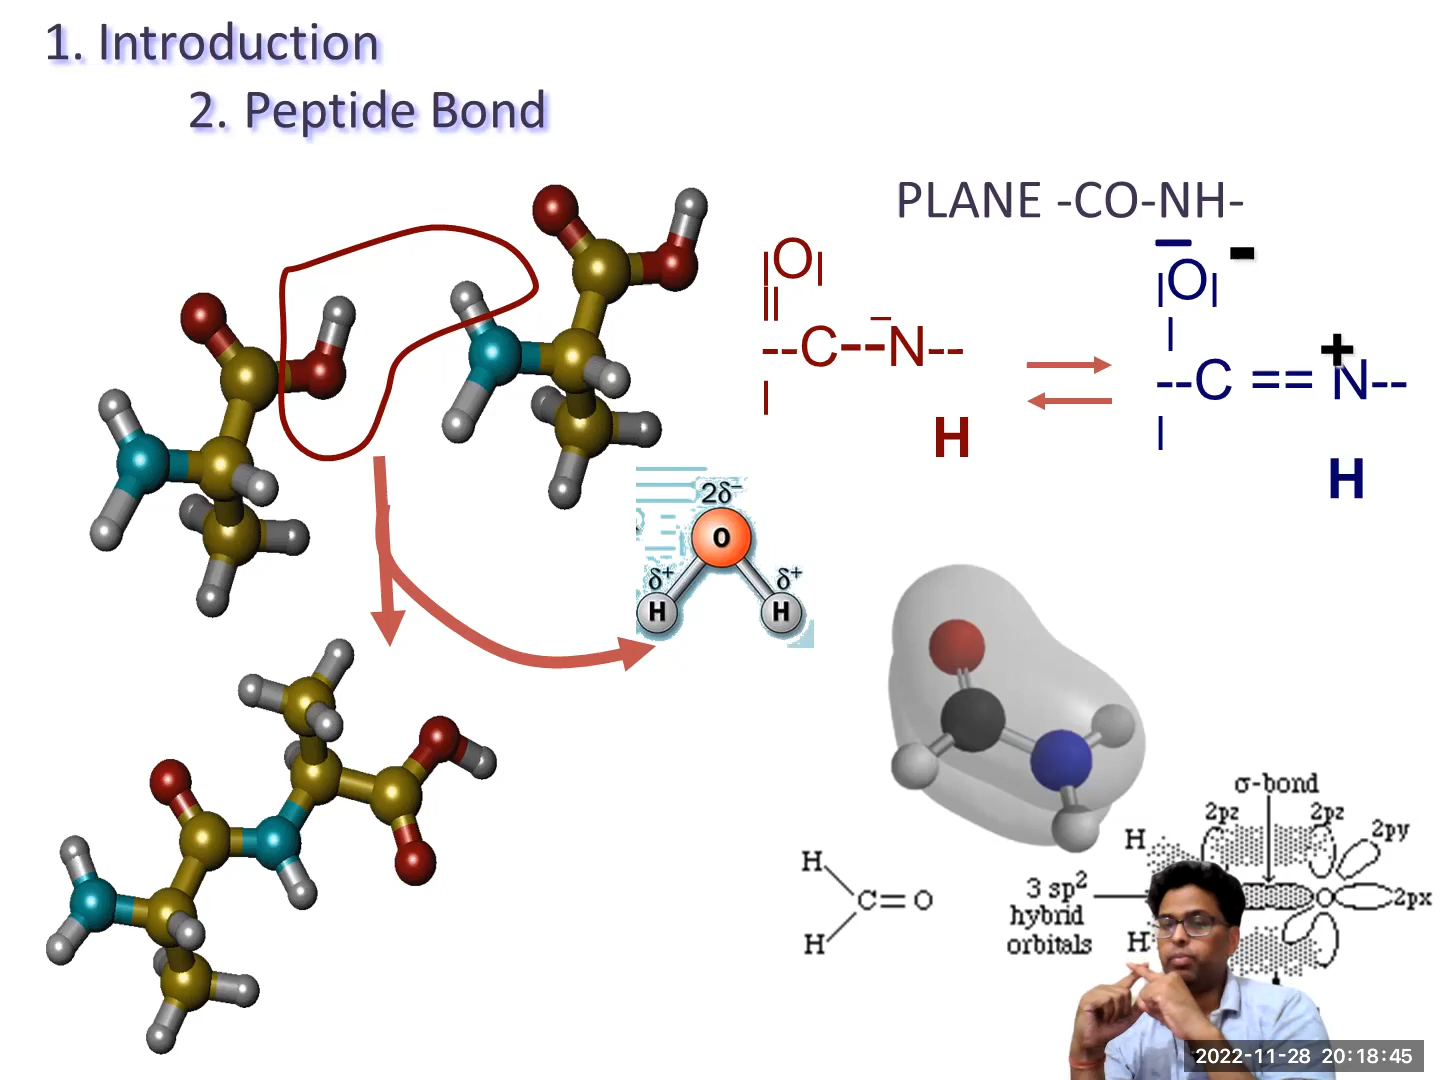 1. Introduction
2. Peptide Bond
PLANE -CO-NH-
|O|
||
--C--N--
|
H
|O| -
|
+
--C == N--
|
H
2δ⁻
O
δ⁺ δ⁺
H H
σ-bond
2pz 2pz
2py
H
3 sp²
hybrid
orbitals
O
2px
H
H
C=O
H
2022-11-28 20:18:45